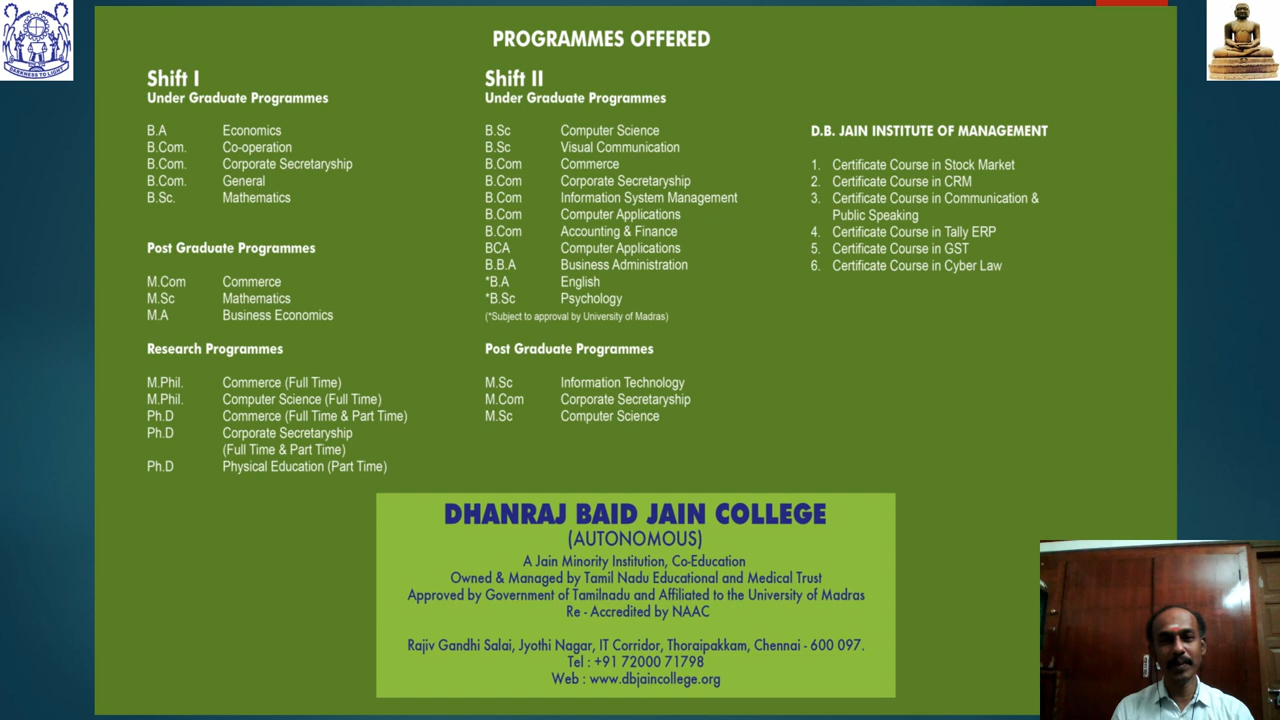 DARKNESS TO LIGHT
PROGRAMMES OFFERED
Shift I
Under Graduate Programmes
B.A Economics
B.Com. Co-operation
B.Com. Corporate Secretaryship
B.Com. General
B.Sc. Mathematics
Post Graduate Programmes
M.Com Commerce
M.Sc Mathematics
M.A Business Economics
Research Programmes
M.Phil. Commerce (Full Time)
M.Phil. Computer Science (Full Time)
Ph.D Commerce (Full Time & Part Time)
Ph.D Corporate Secretaryship
(Full Time & Part Time)
Ph.D Physical Education (Part Time)
Shift II
Under Graduate Programmes
B.Sc Computer Science
B.Sc Visual Communication
B.Com Commerce
B.Com Corporate Secretaryship
B.Com Information System Management
B.Com Computer Applications
B.Com Accounting & Finance
BCA Computer Applications
B.B.A Business Administration
*B.A English
*B.Sc Psychology
(*Subject to approval by University of Madras)
Post Graduate Programmes
M.Sc Information Technology
M.Com Corporate Secretaryship
M.Sc Computer Science
D.B. JAIN INSTITUTE OF MANAGEMENT
1. Certificate Course in Stock Market
2. Certificate Course in CRM
3. Certificate Course in Communication &
Public Speaking
4. Certificate Course in Tally ERP
5. Certificate Course in GST
6. Certificate Course in Cyber Law
DHANRAJ BAID JAIN COLLEGE
(AUTONOMOUS)
A Jain Minority Institution, Co-Education
Owned & Managed by Tamil Nadu Educational and Medical Trust
Approved by Government of Tamilnadu and Affiliated to the University of Madras
Re - Accredited by NAAC
Rajiv Gandhi Salai, Jyothi Nagar, IT Corridor, Thoraipakkam, Chennai - 600 097.
Tel : +91 72000 71798
Web : www.dbjaincollege.org